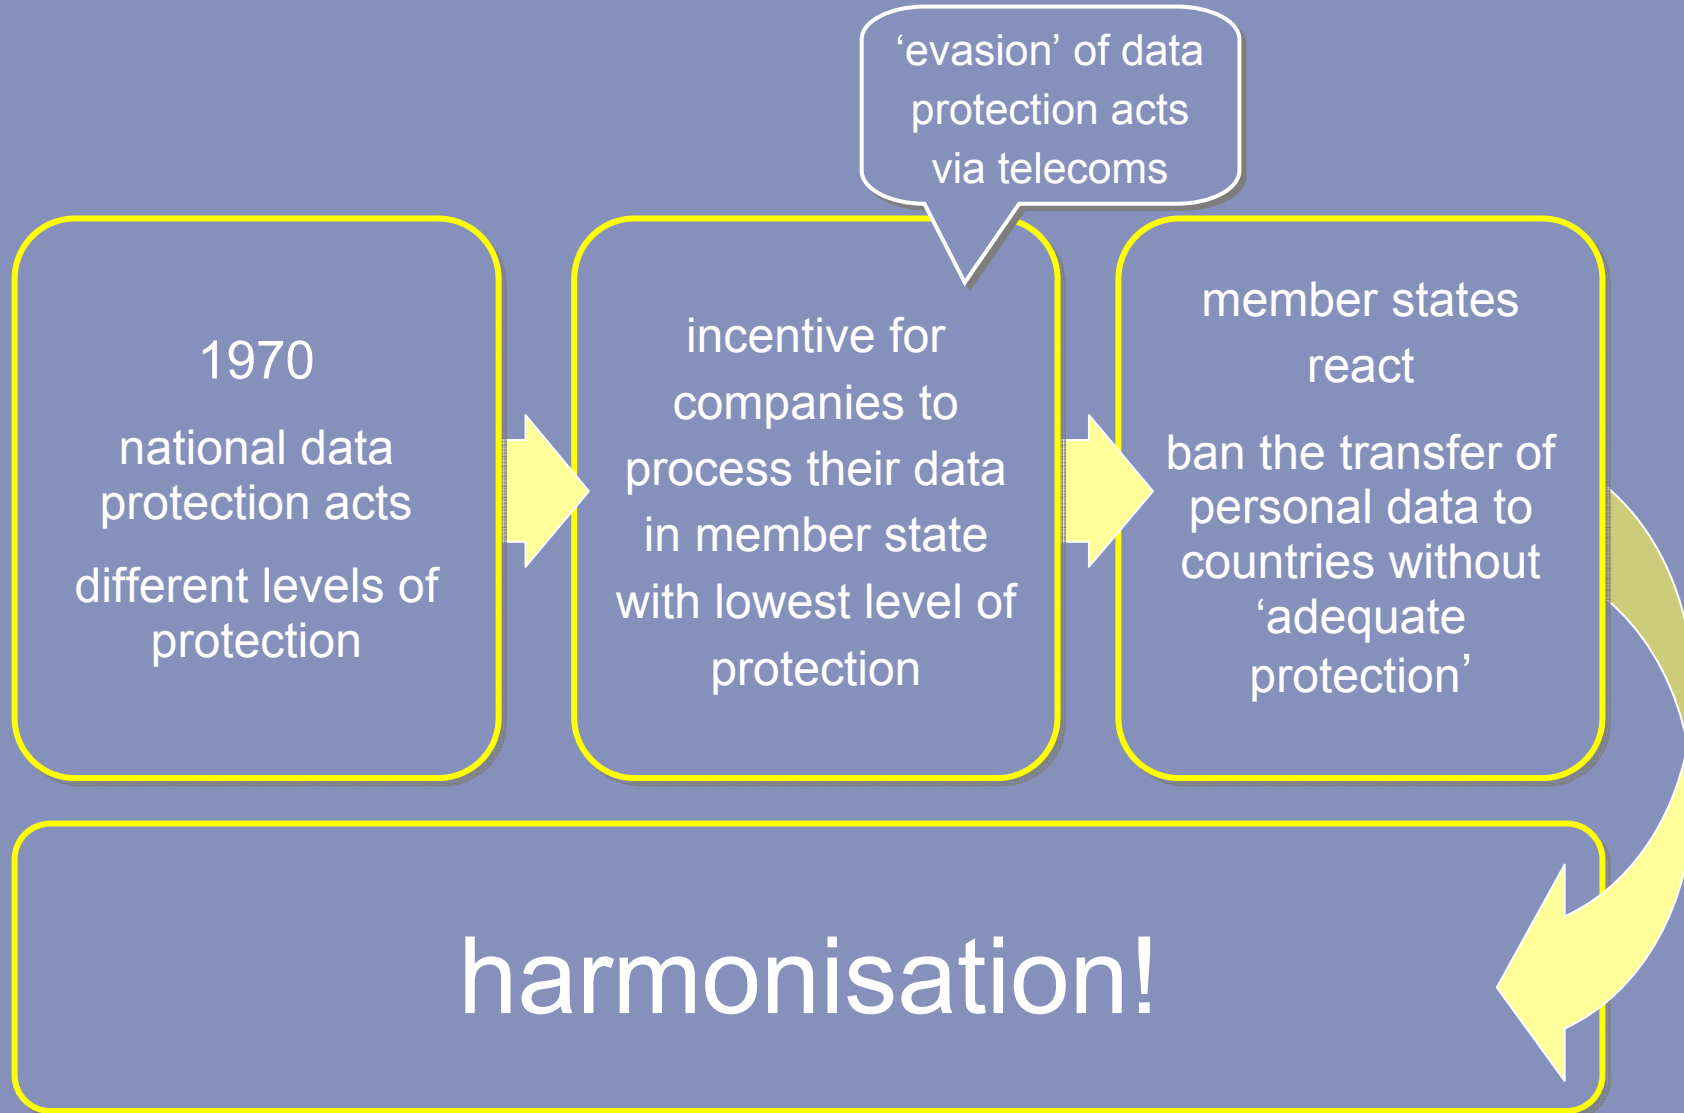 ‘evasion’ of data
protection acts
via telecoms
1970
national data
protection acts
different levels of
protection
incentive for
companies to
process their data
in member state
with lowest level of
protection
member states
react
ban the transfer of
personal data to
countries without
‘adequate
protection’
harmonisation!